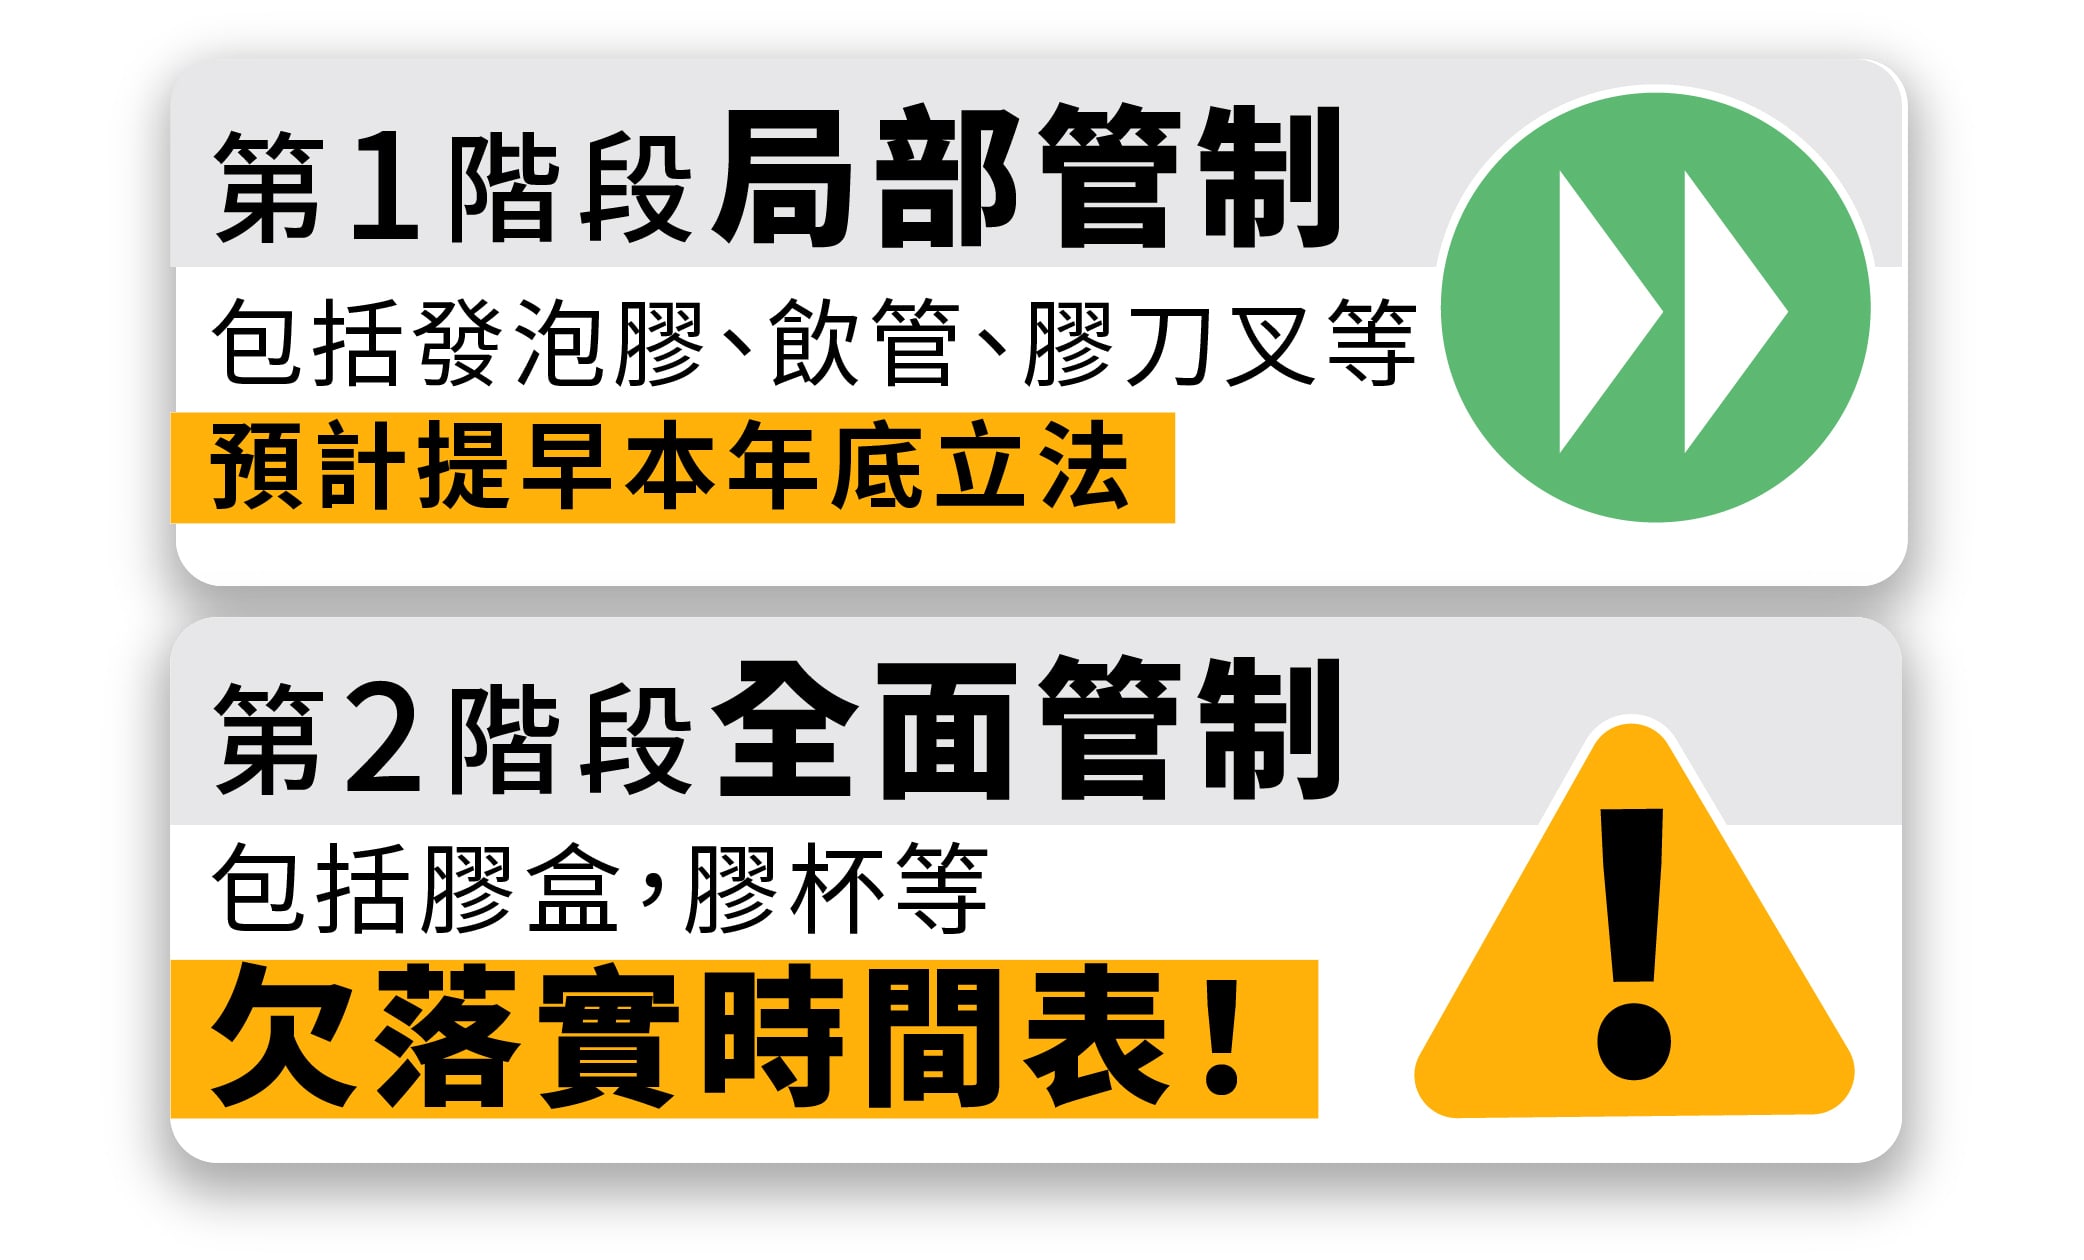 第1階段局部管制
包括發泡膠、飲管、膠刀叉等
預計提早本年底立法
第2階段全面管制
包括膠盒，膠杯等
欠落實時間表！